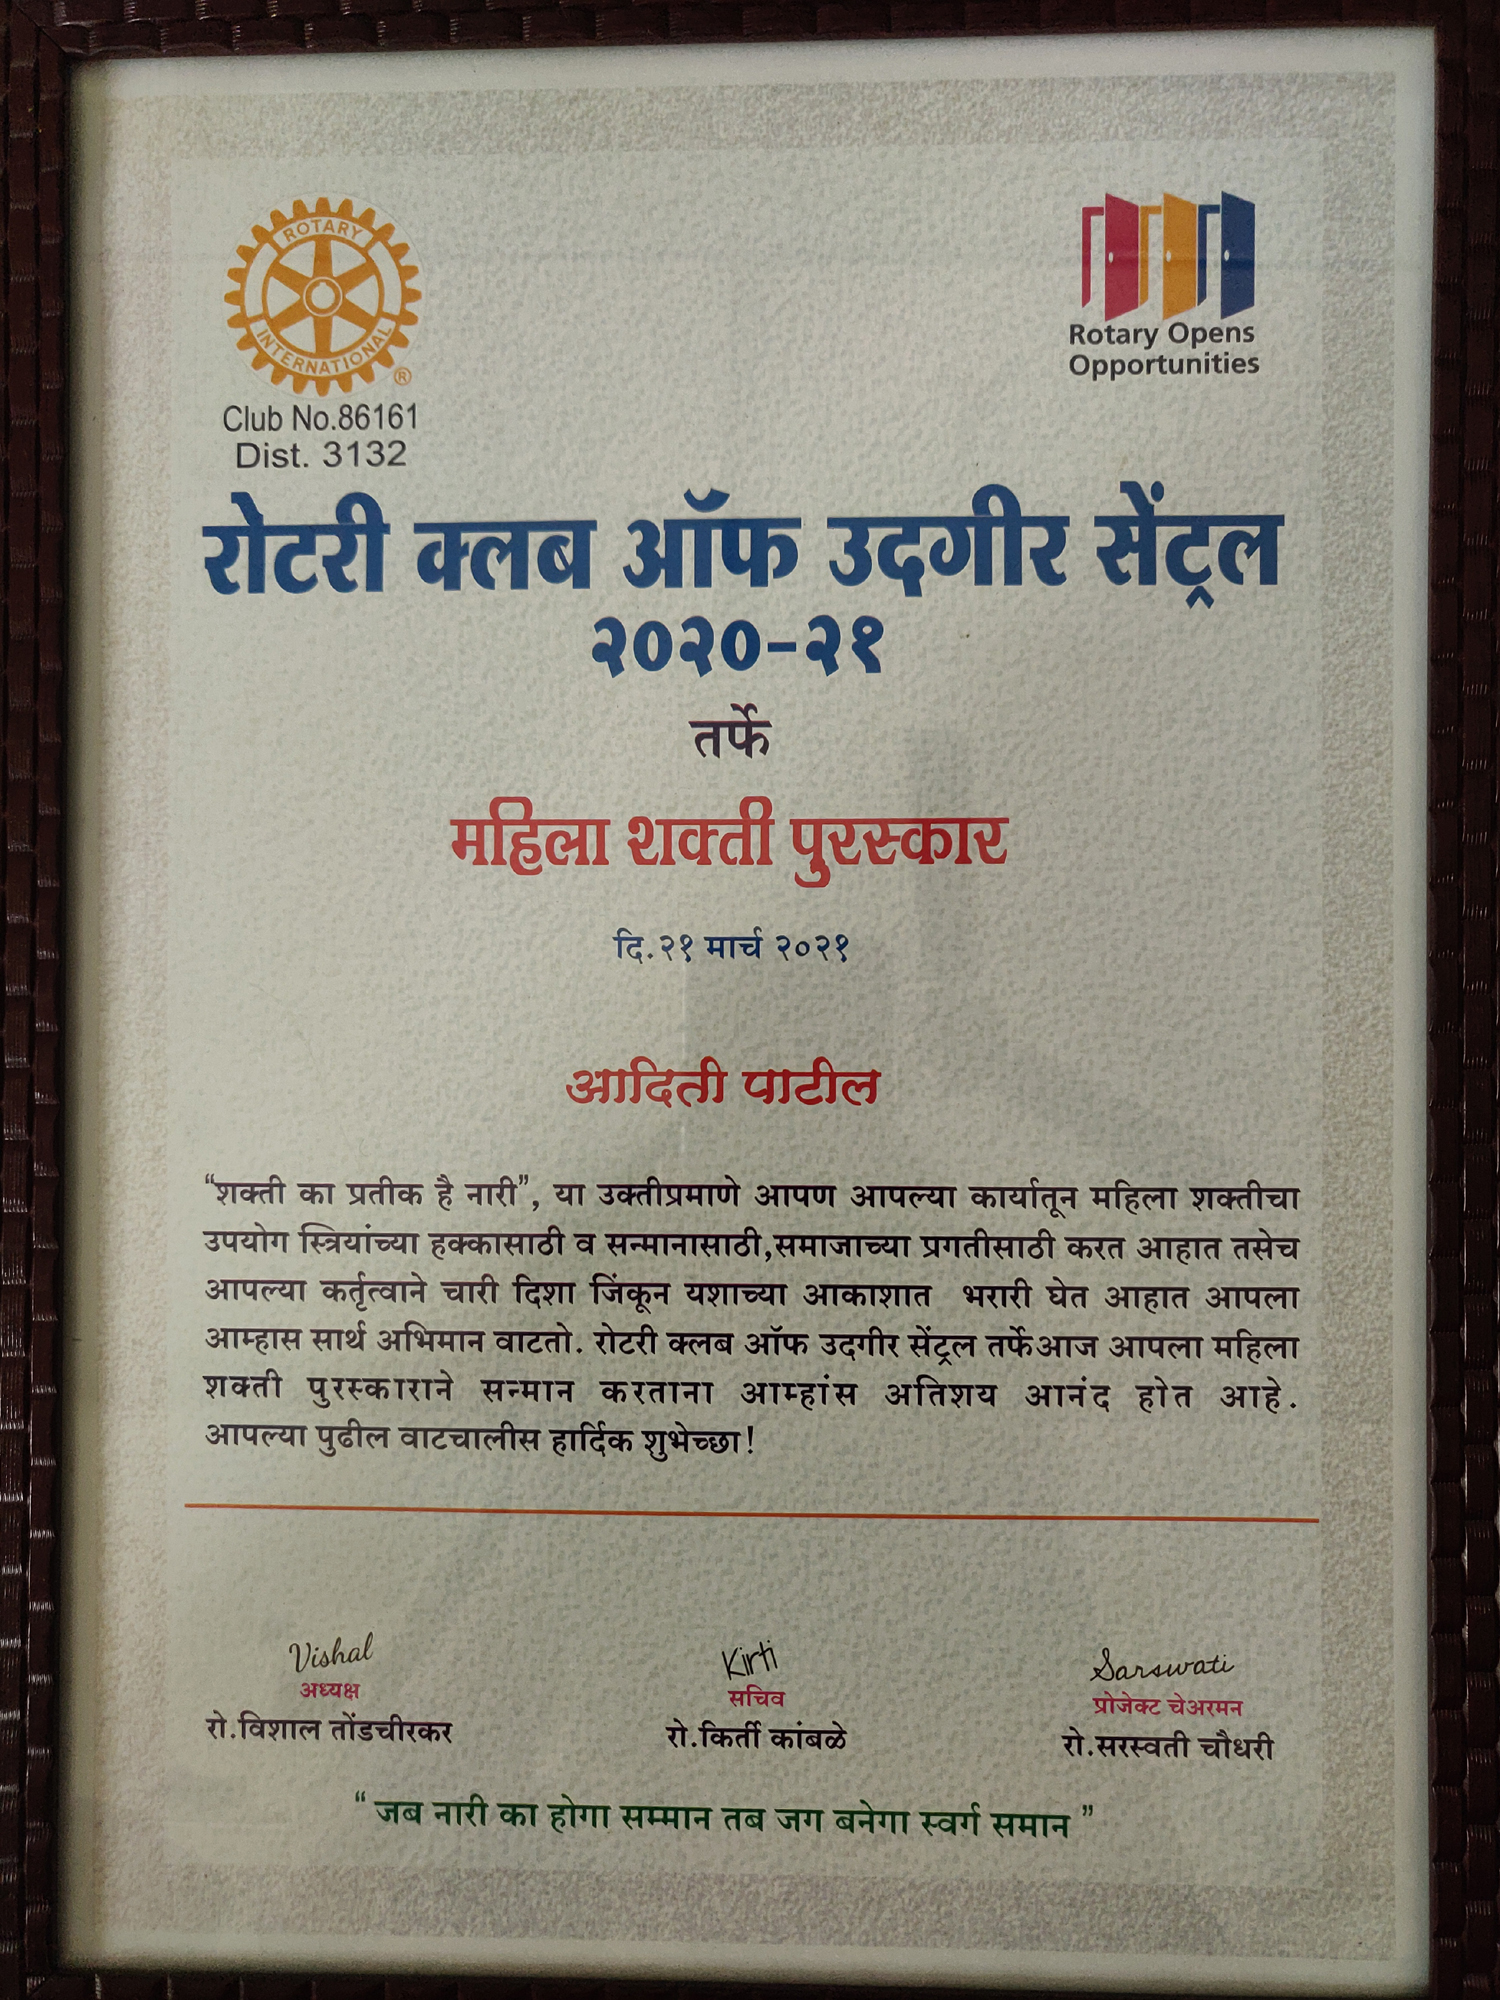 ROTARY
INTERNATIONAL
®
Club No.86161
Dist. 3132
Rotary Opens
Opportunities
रोटरी क्लब ऑफ उदगीर सेंट्रल
२०२०-२१
तर्फे
महिला शक्ती पुरस्कार
दि.२१ मार्च २०२१
आदिती पाटील
“शक्ती का प्रतीक है नारी”, या उक्तीप्रमाणे आपण आपल्या कार्यातून महिला शक्तीचा
उपयोग स्त्रियांच्या हक्कासाठी व सन्मानासाठी,समाजाच्या प्रगतीसाठी करत आहात तसेच
आपल्या कर्तृत्वाने चारी दिशा जिंकून यशाच्या आकाशात भरारी घेत आहात आपला
आम्हास सार्थ अभिमान वाटतो. रोटरी क्लब ऑफ उदगीर सेंट्रल तर्फेआज आपला महिला
शक्ती पुरस्काराने सन्मान करताना आम्हांस अतिशय आनंद होत आहे.
आपल्या पुढील वाटचालीस हार्दिक शुभेच्छा!
Vishal
अध्यक्ष
रो.विशाल तोंडचीरकर
Kirti
सचिव
रो.किर्ती कांबळे
Sarswati
प्रोजेक्ट चेअरमन
रो.सरस्वती चौधरी
“ जब नारी का होगा सम्मान तब जग बनेगा स्वर्ग समान ”